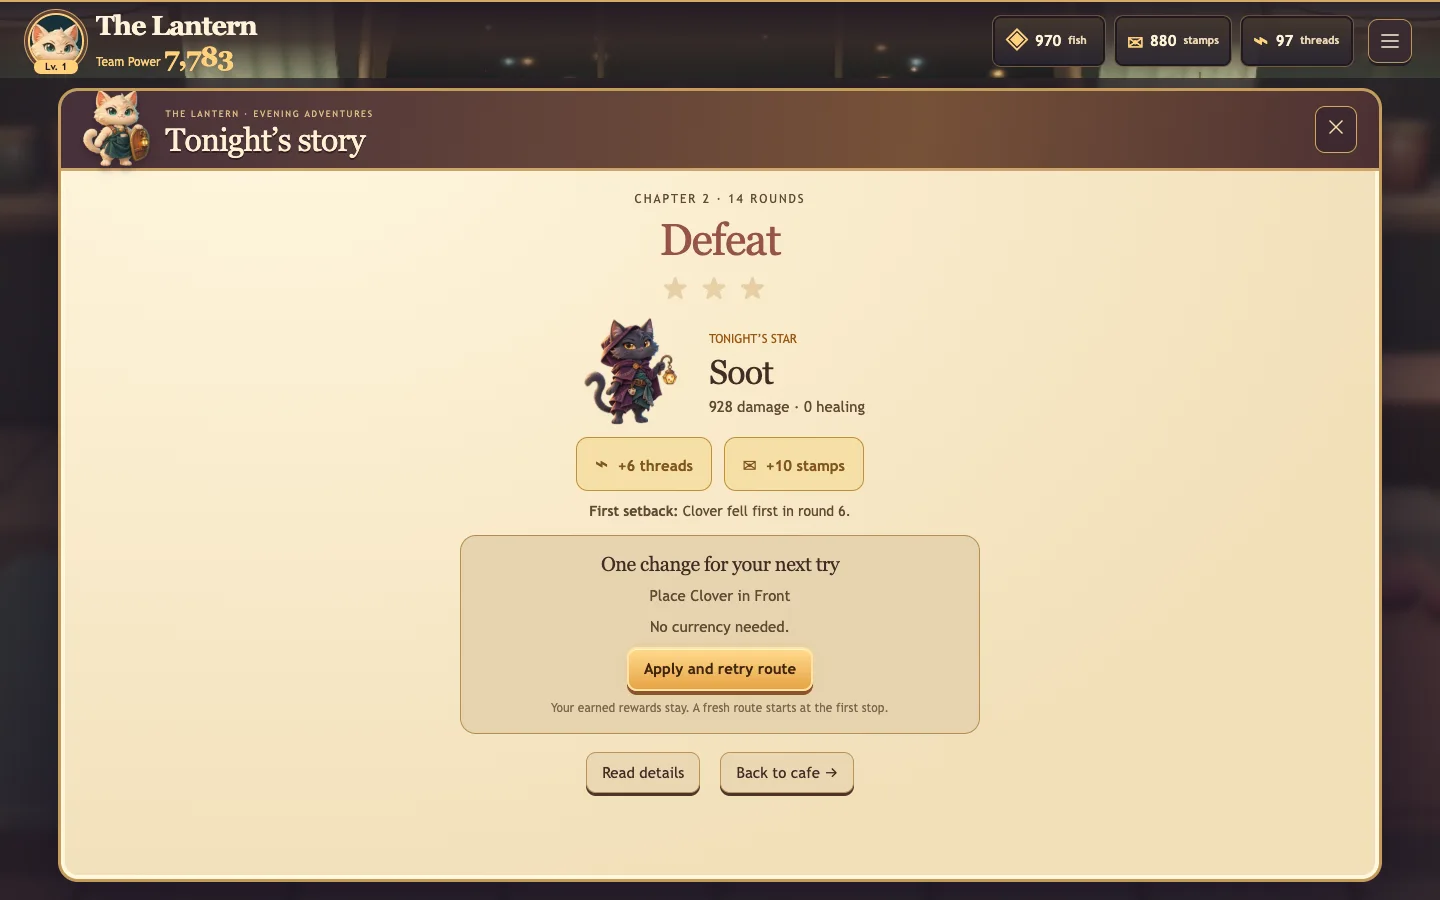 The Lantern
Lv. 1
Team Power 7,783
970 fish
880 stamps
97 threads
THE LANTERN · EVENING ADVENTURES
Tonight’s story
CHAPTER 2 · 14 ROUNDS
Defeat
TONIGHT’S STAR
Soot
928 damage · 0 healing
+6 threads
+10 stamps
First setback: Clover fell first in round 6.
One change for your next try
Place Clover in Front
No currency needed.
Apply and retry route
Your earned rewards stay. A fresh route starts at the first stop.
Read details
Back to cafe →